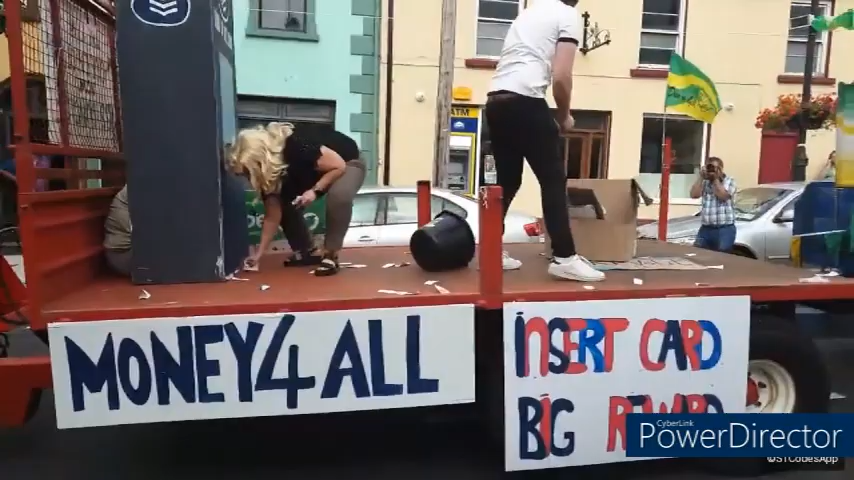 ATM
MONEY4ALL
INSERT CARD
BIG REWARD
CyberLink
PowerDirector
©STCodesApp